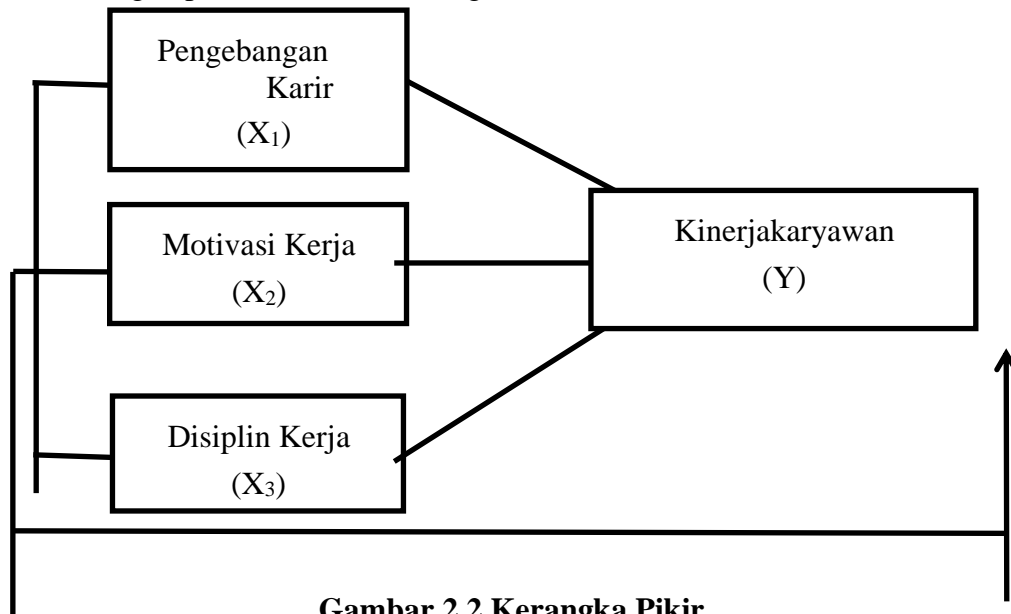 Pengebangan
Karir
(X₁)
Motivasi Kerja
(X₂)
Disiplin Kerja
(X₃)
Kinerjakaryawan
(Y)
Gambar 2.2 Kerangka Pikir